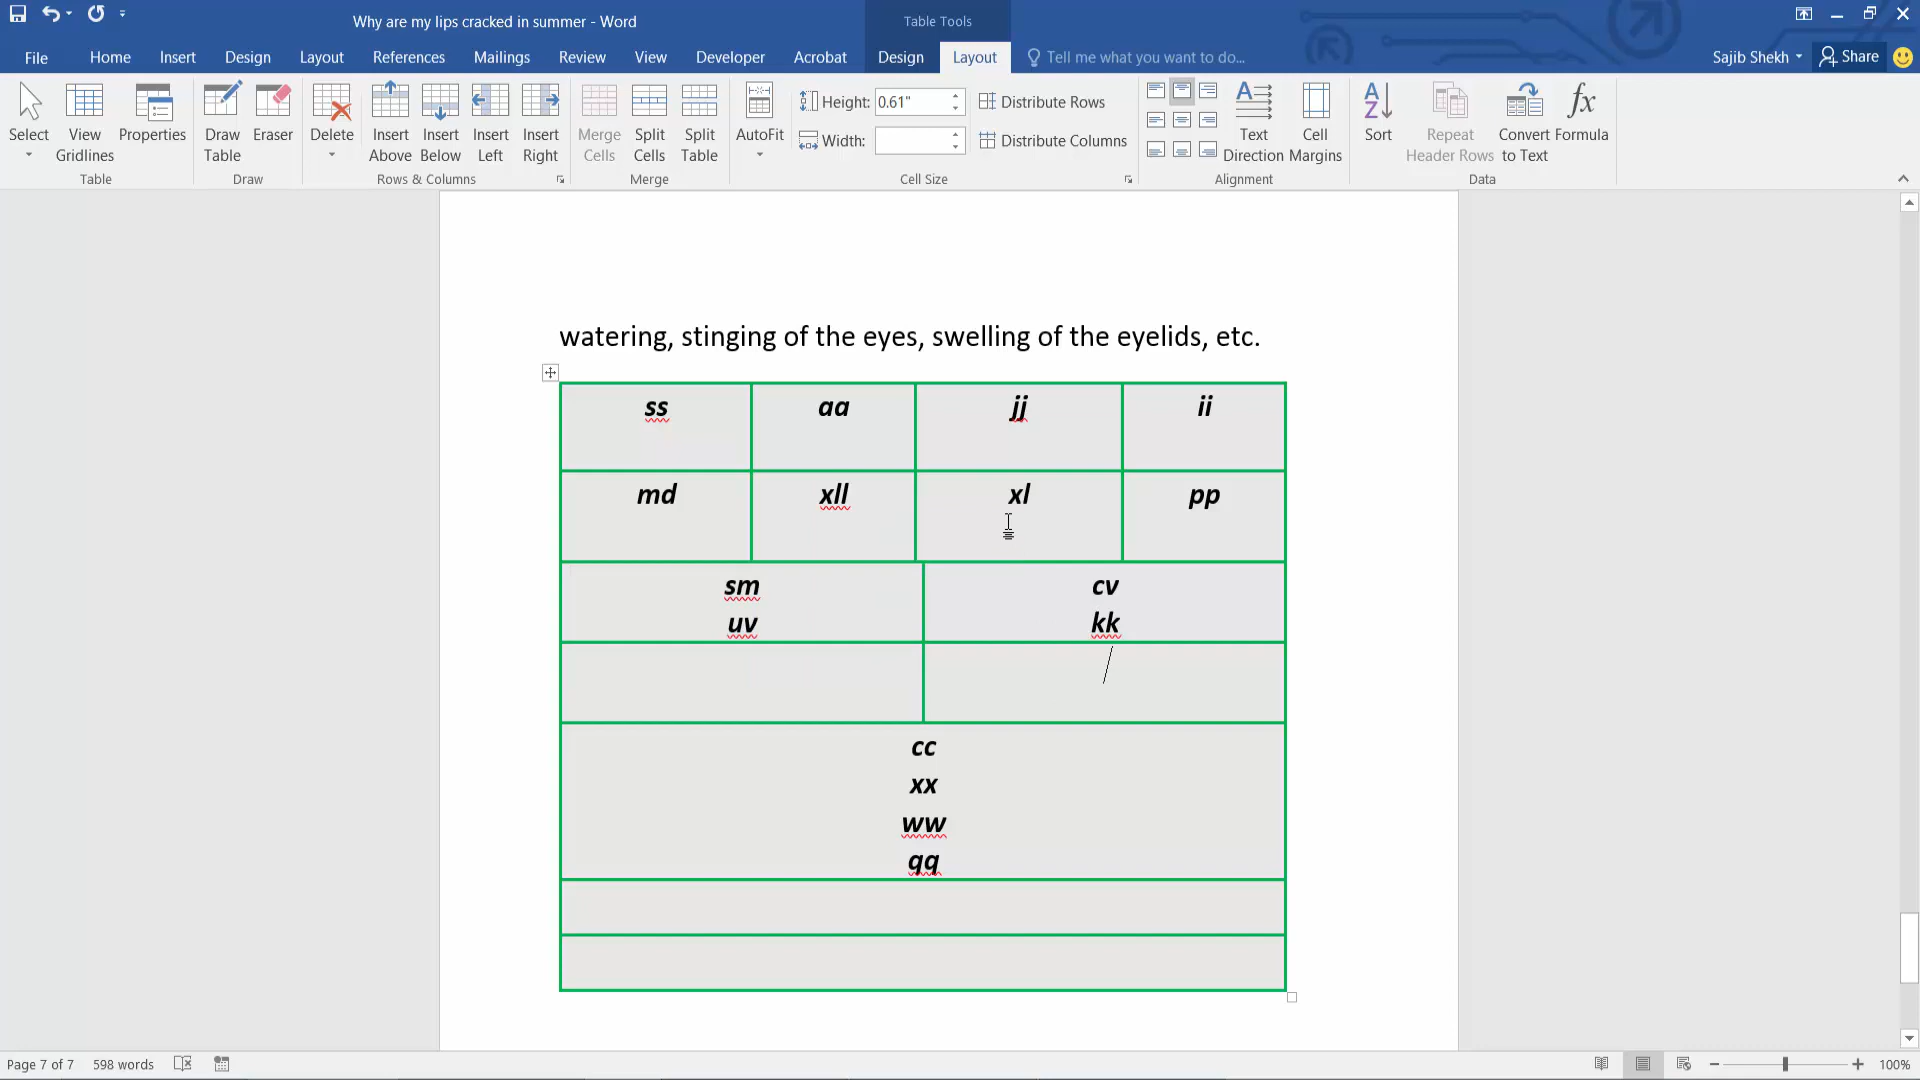 Why are my lips cracked in summer - Word
Table Tools
File Home Insert Design Layout References Mailings Review View Developer Acrobat Design Layout Tell me what you want to do... Sajib Shekh Share
Select
View Gridlines
Properties
Draw Table
Eraser
Delete
Insert Above
Insert Below
Insert Left
Insert Right
Merge Cells
Split Cells
Split Table
AutoFit
Height: 0.61"
Width:
Distribute Rows
Distribute Columns
Text Direction
Cell Margins
A
Z
Sort
Repeat Header Rows
Convert to Text
fx
Formula
Table Draw Rows & Columns Merge Cell Size Alignment Data
watering, stinging of the eyes, swelling of the eyelids, etc.
ss aa jj ii
md xll xl pp
sm cv
uv kk
/
cc
xx
ww
qq
Page 7 of 7 598 words 100%